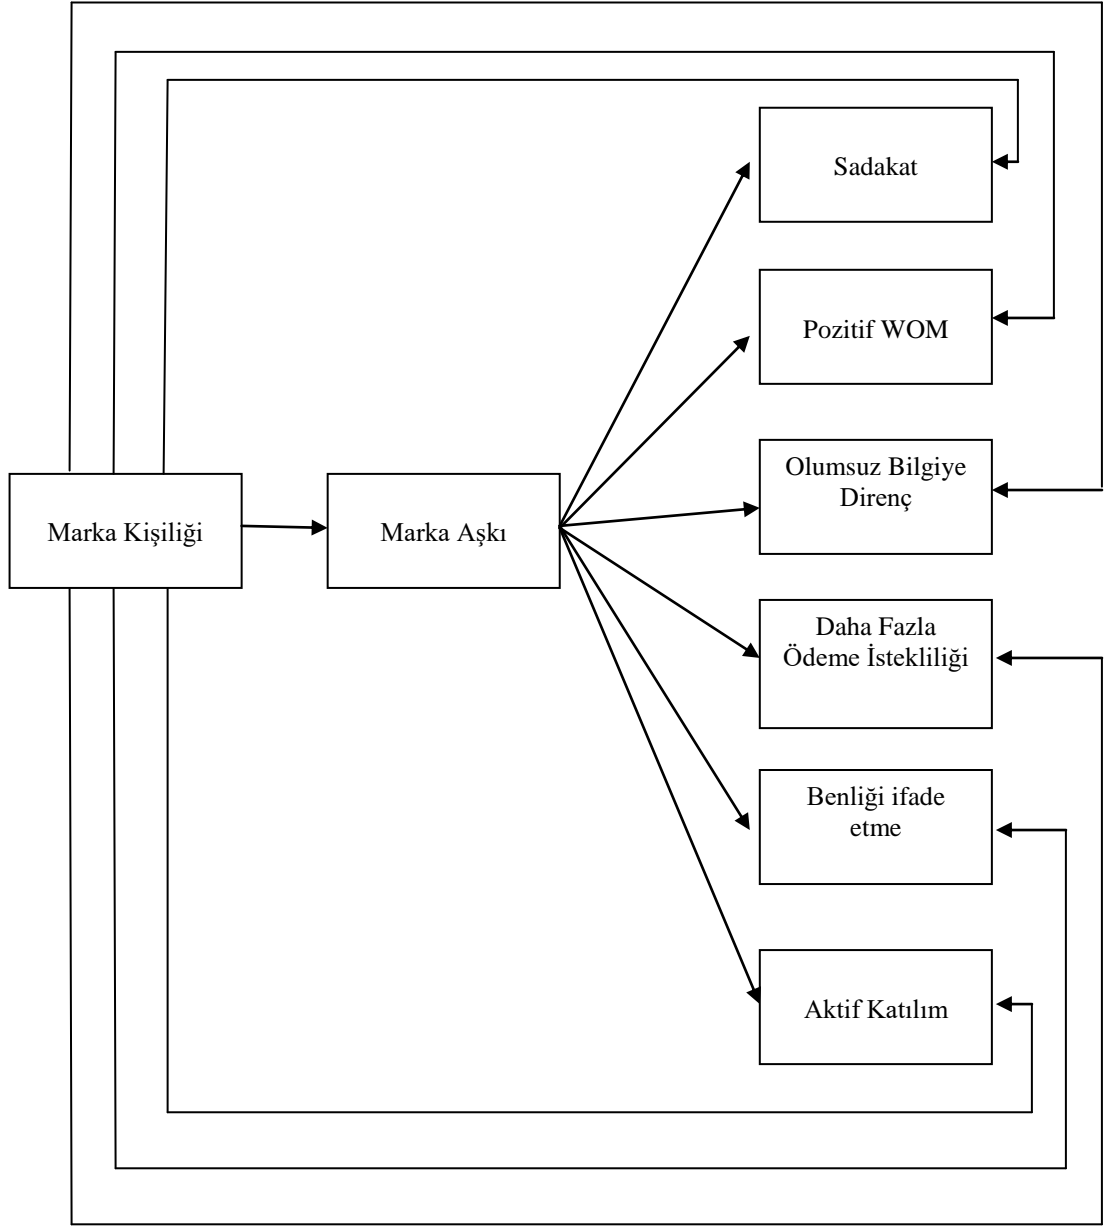 Sadakat
Pozitif WOM
Olumsuz Bilgiye
Direnç
Marka Kişiliği
Marka Aşkı
Daha Fazla
Ödeme İstekliliği
Benliği ifade
etme
Aktif Katılım